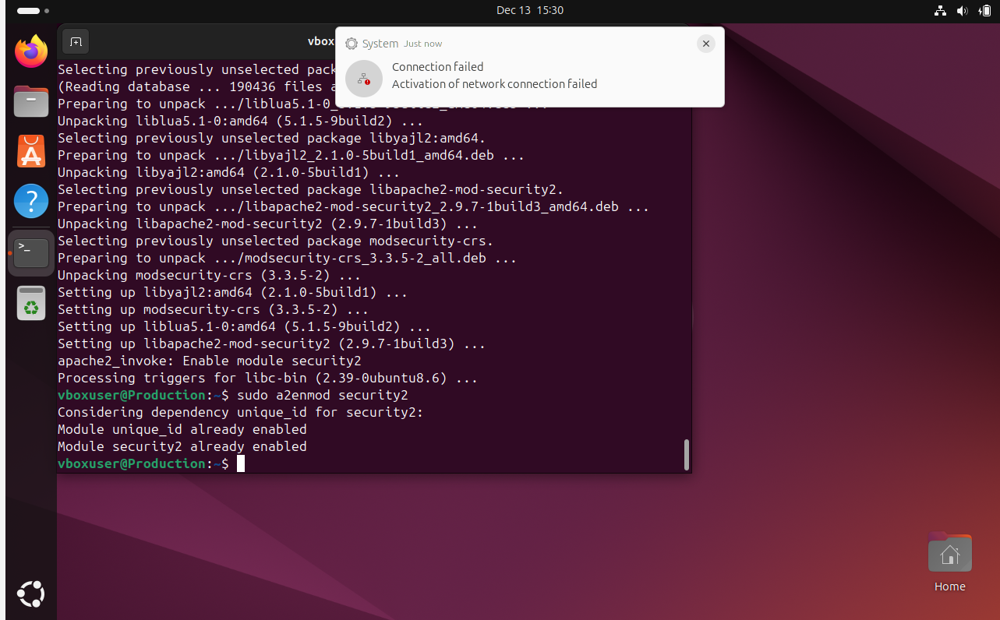 Dec 13 15:30
vbox
System Just now
Connection failed
Activation of network connection failed
Selecting previously unselected pack
(Reading database ... 190436 files a
Preparing to unpack .../liblua5.1-0_
Unpacking liblua5.1-0:amd64 (5.1.5-9build2) ...
Selecting previously unselected package libyajl2:amd64.
Preparing to unpack .../libyajl2_2.1.0-5build1_amd64.deb ...
Unpacking libyajl2:amd64 (2.1.0-5build1) ...
Selecting previously unselected package libapache2-mod-security2.
Preparing to unpack .../libapache2-mod-security2_2.9.7-1build3_amd64.deb ...
Unpacking libapache2-mod-security2 (2.9.7-1build3) ...
Selecting previously unselected package modsecurity-crs.
Preparing to unpack .../modsecurity-crs_3.3.5-2_all.deb ...
Unpacking modsecurity-crs (3.3.5-2) ...
Setting up libyajl2:amd64 (2.1.0-5build1) ...
Setting up modsecurity-crs (3.3.5-2) ...
Setting up liblua5.1-0:amd64 (5.1.5-9build2) ...
Setting up libapache2-mod-security2 (2.9.7-1build3) ...
apache2_invoke: Enable module security2
Processing triggers for libc-bin (2.39-0ubuntu8.6) ...
vboxuser@Production:~$ sudo a2enmod security2
Considering dependency unique_id for security2:
Module unique_id already enabled
Module security2 already enabled
vboxuser@Production:~$
Home